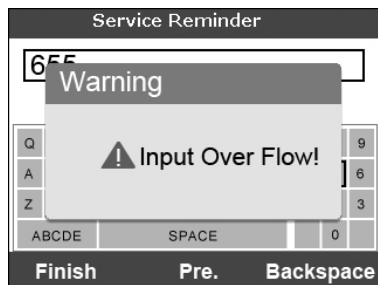 Service Reminder
655
Warning
Input Over Flow!
Q
9
A
6
Z
3
ABCDE SPACE 0
Finish Pre. Backspace